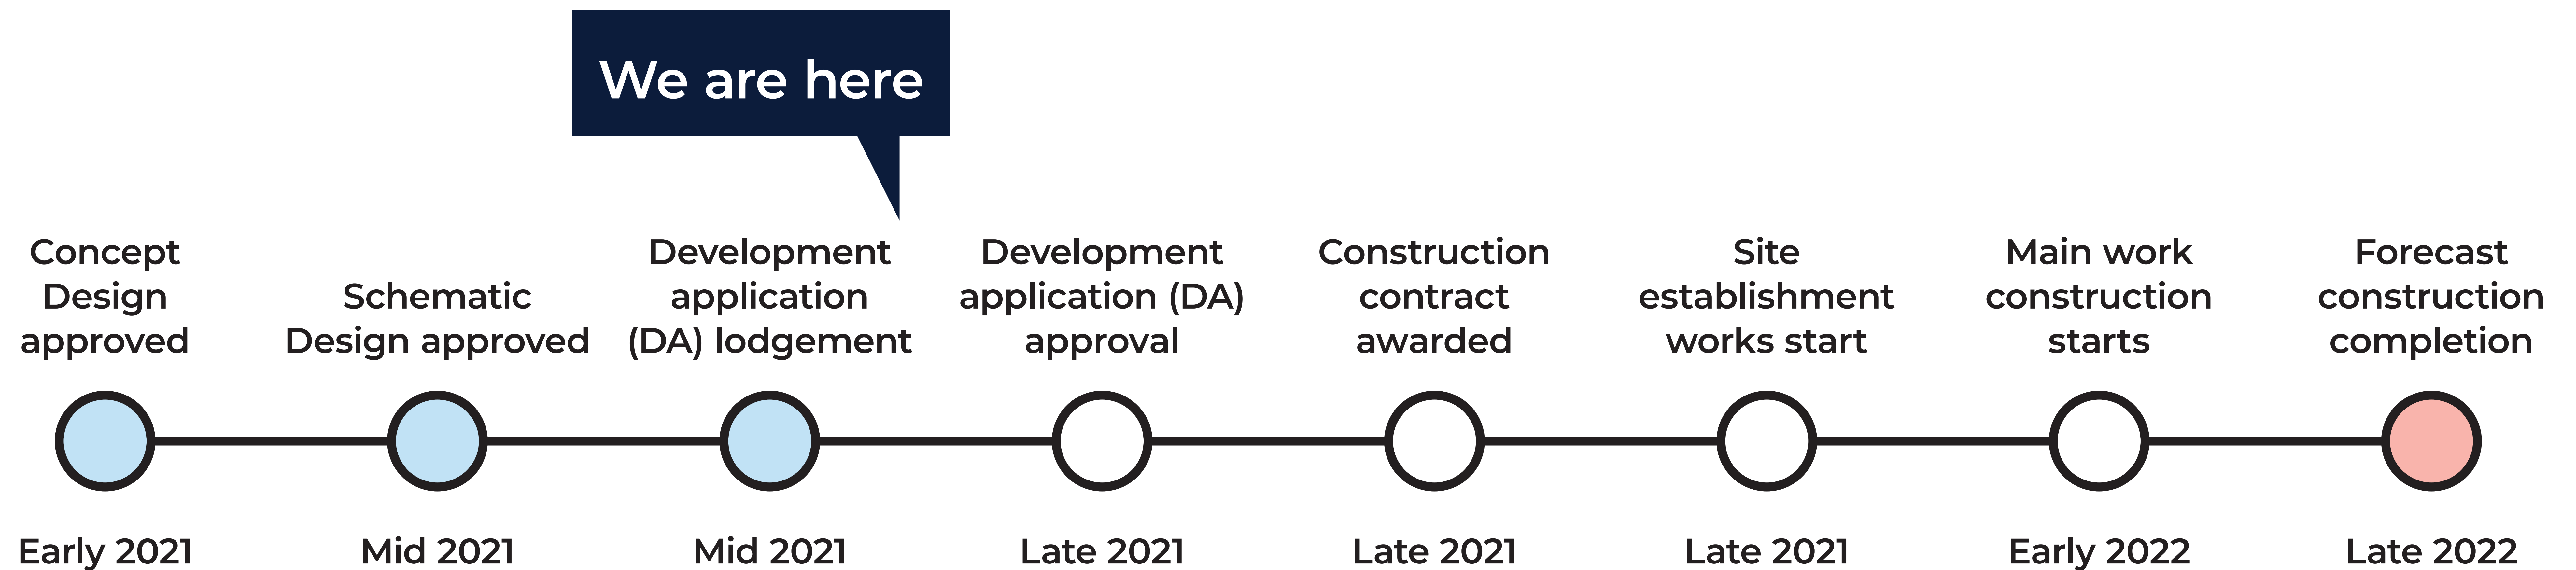 We are here
Concept
Design
approved
Schematic
Design approved
Development
application
(DA) lodgement
Development
application (DA)
approval
Construction
contract
awarded
Site
establishment
works start
Main work
construction
starts
Forecast
construction
completion
Early 2021
Mid 2021
Mid 2021
Late 2021
Late 2021
Late 2021
Early 2022
Late 2022